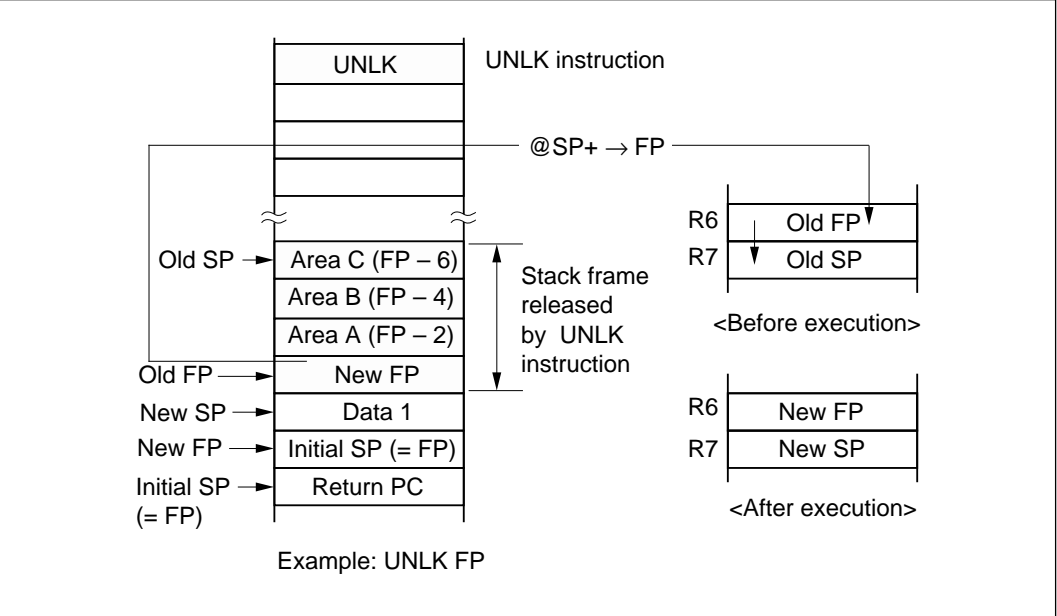 UNLK
UNLK instruction
@SP+ → FP
Old SP
Area C (FP – 6)
Area B (FP – 4)
Area A (FP – 2)
Old FP
New FP
New SP
Data 1
New FP
Initial SP (= FP)
Initial SP
(= FP)
Return PC
Stack frame
released
by UNLK
instruction
R6
Old FP
R7
Old SP
<Before execution>
R6
New FP
R7
New SP
<After execution>
Example: UNLK FP